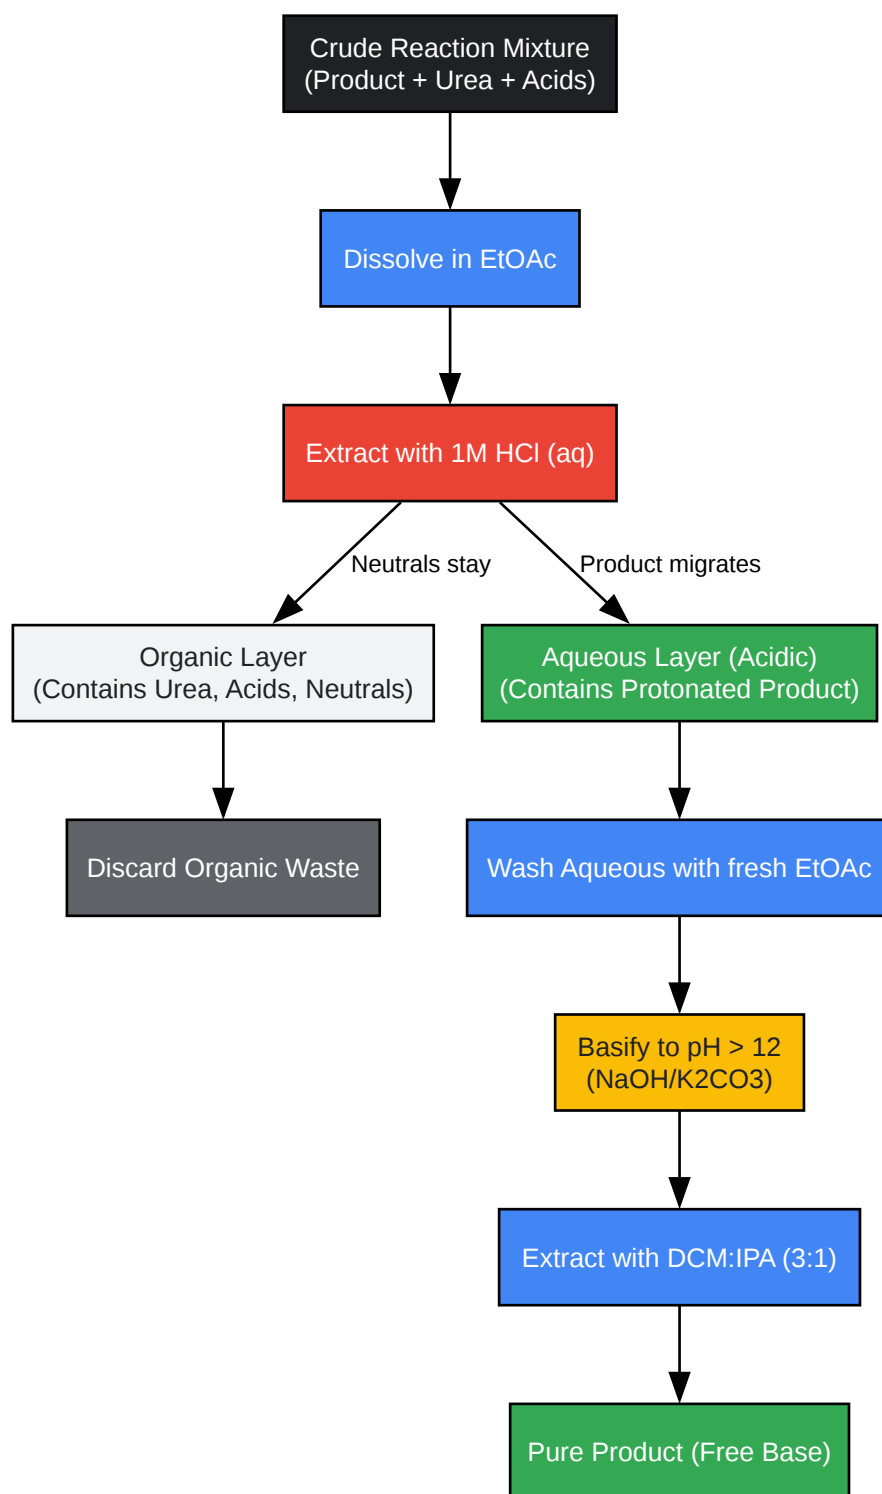 Crude Reaction Mixture
(Product + Urea + Acids)
Dissolve in EtOAc
Extract with 1M HCl (aq)
Neutrals stay
Product migrates
Organic Layer
(Contains Urea, Acids, Neutrals)
Aqueous Layer (Acidic)
(Contains Protonated Product)
Discard Organic Waste
Wash Aqueous with fresh EtOAc
Basify to pH > 12
(NaOH/K2CO3)
Extract with DCM:IPA (3:1)
Pure Product (Free Base)